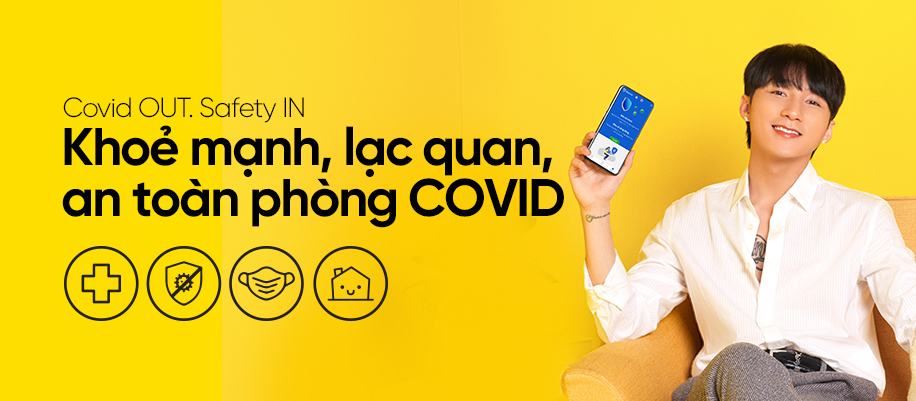 Covid OUT. Safety IN
Khoẻ mạnh, lạc quan,
an toàn phòng COVID